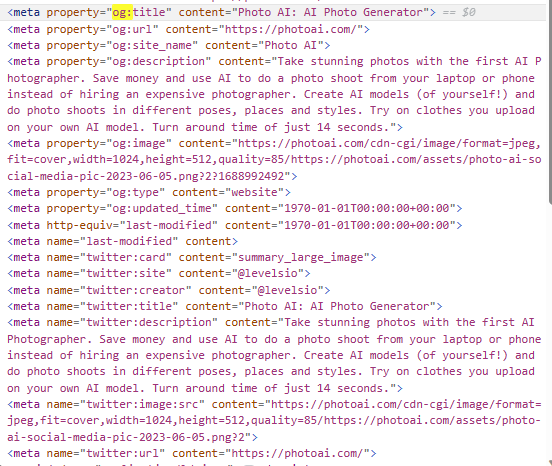 <meta property="og:title" content="Photo AI: AI Photo Generator"> == $0
<meta property="og:url" content="https://photoai.com/">
<meta property="og:site_name" content="Photo AI">
<meta property="og:description" content="Take stunning photos with the first AI P
hotographer. Save money and use AI to do a photo shoot from your laptop or phone
instead of hiring an expensive photographer. Create AI models (of yourself!) and
do photo shoots in different poses, places and styles. Try on clothes you upload
on your own AI model. Turn around time of just 14 seconds.">
<meta property="og:image" content="https://photoai.com/cdn-cgi/image/format=jpeg,
fit=cover,width=1024,height=512,quality=85/https://photoai.com/assets/photo-ai-so
cial-media-pic-2023-06-05.png?2?1688992492">
<meta property="og:type" content="website">
<meta property="og:updated_time" content="1970-01-01T00:00:00+00:00">
<meta http-equiv="last-modified" content="1970-01-01T00:00:00+00:00">
<meta name="last-modified" content>
<meta name="twitter:card" content="summary_large_image">
<meta name="twitter:site" content="@levelsio">
<meta name="twitter:creator" content="@levelsio">
<meta name="twitter:title" content="Photo AI: AI Photo Generator">
<meta name="twitter:description" content="Take stunning photos with the first AI
Photographer. Save money and use AI to do a photo shoot from your laptop or phone
instead of hiring an expensive photographer. Create AI models (of yourself!) and
do photo shoots in different poses, places and styles. Try on clothes you upload
on your own AI model. Turn around time of just 14 seconds.">
<meta name="twitter:image:src" content="https://photoai.com/cdn-cgi/image/format=
jpeg,fit=cover,width=1024,height=512,quality=85/https://photoai.com/assets/photo-
ai-social-media-pic-2023-06-05.png?2">
<meta name="twitter:url" content="https://photoai.com/">